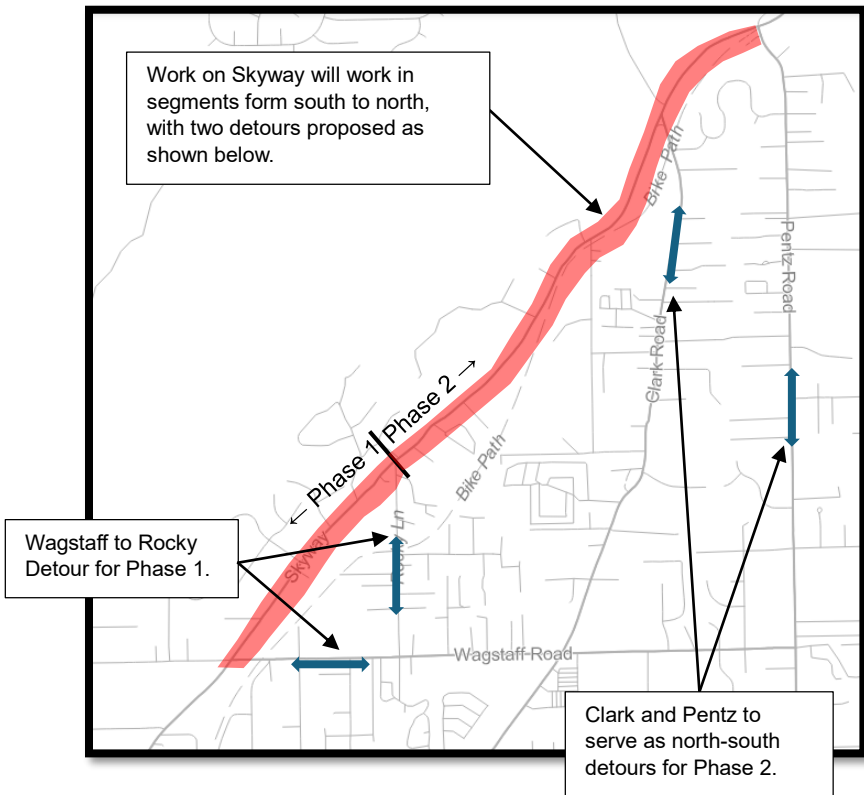 Work on Skyway will work in
segments form south to north,
with two detours proposed as
shown below.
Bike Path
Pentz Road
Clark Road
← Phase 1
Phase 2 →
Bike Path
Rocky Ln
Skyway
Wagstaff to Rocky
Detour for Phase 1.
Wagstaff Road
Clark and Pentz to
serve as north-south
detours for Phase 2.